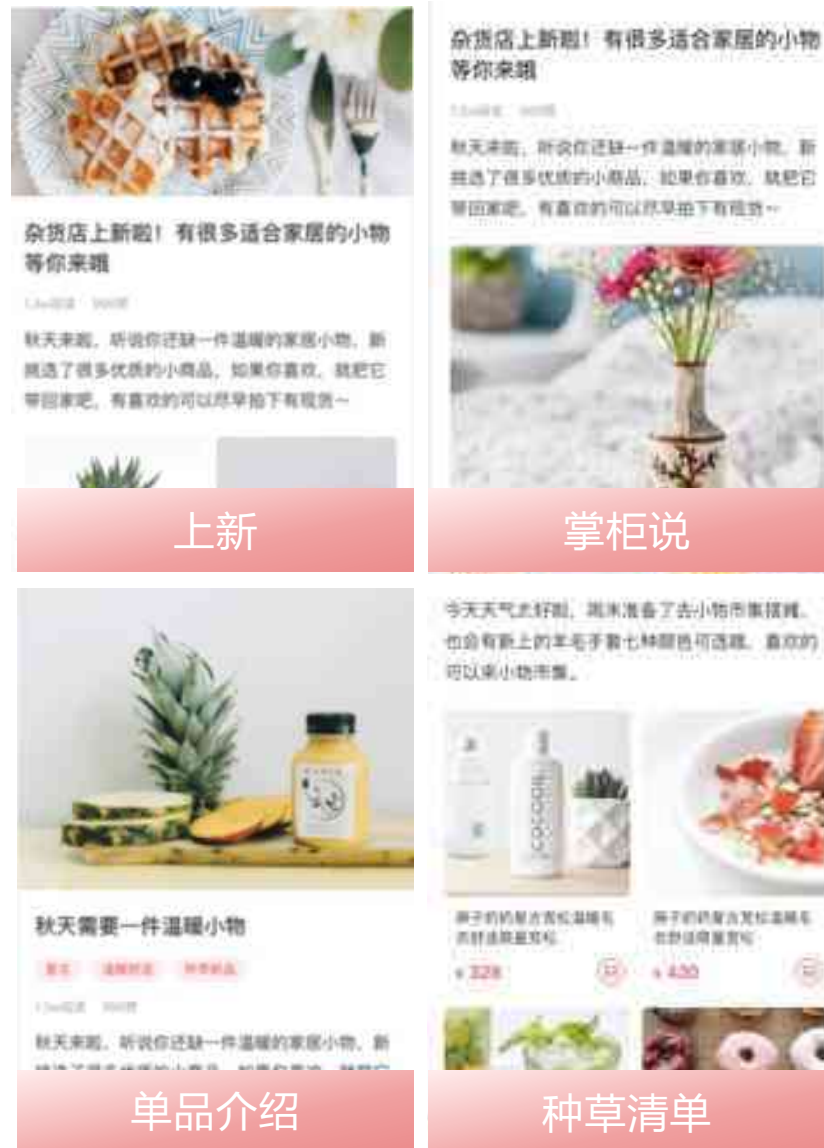 杂货店上新啦！有很多适合家居的小物
等你来哦
秋天来啦，听说你还缺一件温暖的家居小物，新
挑选了很多优质的小商品，如果你喜欢，就把它
带回家吧，有喜欢的可以尽早拍下有现货～
上新
杂货店上新啦！有很多适合家居的小物
等你来哦
秋天来啦，听说你还缺一件温暖的家居小物，新
挑选了很多优质的小商品，如果你喜欢，就把它
带回家吧，有喜欢的可以尽早拍下有现货～
掌柜说
秋天需要一件温暖小物
秋天来啦，听说你还缺一件温暖的家居小物，新
单品介绍
今天天气太好啦，周末准备了去小物市集摆摊，
也会有新上的羊毛手套七种颜色可选哦，喜欢的
可以来小物市集。
COCOON
¥ 328
¥ 400
种草清单